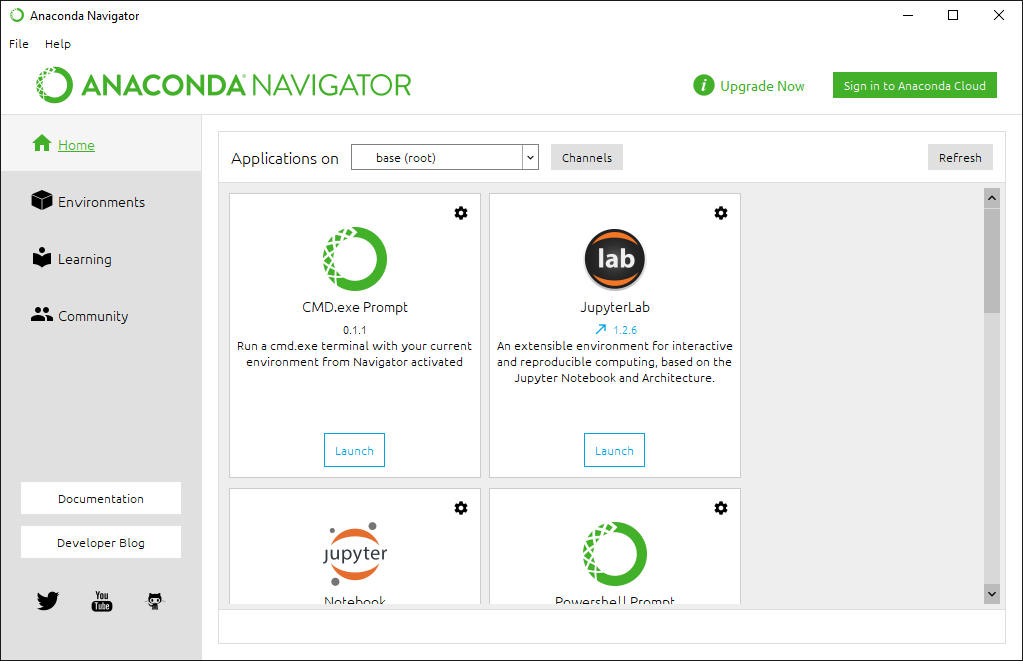 Anaconda Navigator
File Help
ANACONDA NAVIGATOR
i Upgrade Now
Sign in to Anaconda Cloud
Home
Environments
Learning
Community
Documentation
Developer Blog
You
Tube
Applications on base (root) Channels Refresh
CMD.exe Prompt
0.1.1
Run a cmd.exe terminal with your current
environment from Navigator activated
Launch
lab
JupyterLab
1.2.6
An extensible environment for interactive
and reproducible computing, based on the
Jupyter Notebook and Architecture.
Launch
jupyter
Notebook
Powershell Prompt